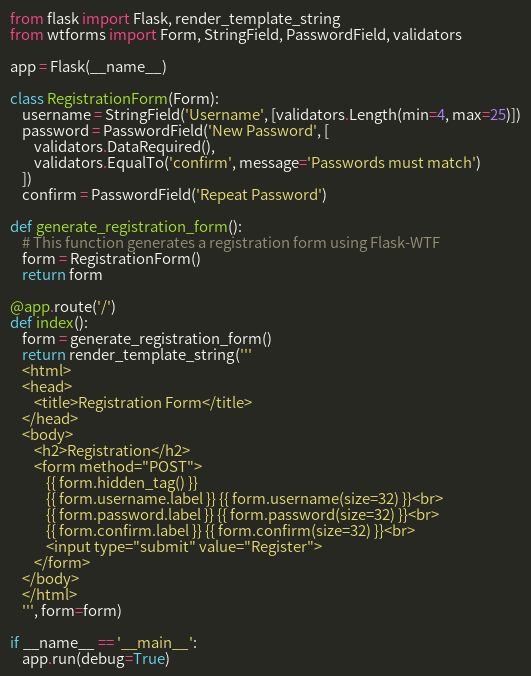 from flask import Flask, render_template_string
from wtforms import Form, StringField, PasswordField, validators

app = Flask(__name__)

class RegistrationForm(Form):
    username = StringField('Username', [validators.Length(min=4, max=25)])
    password = PasswordField('New Password', [
        validators.DataRequired(),
        validators.EqualTo('confirm', message='Passwords must match')
    ])
    confirm = PasswordField('Repeat Password')

def generate_registration_form():
    # This function generates a registration form using Flask-WTF
    form = RegistrationForm()
    return form

@app.route('/')
def index():
    form = generate_registration_form()
    return render_template_string('''
    <html>
    <head>
        <title>Registration Form</title>
    </head>
    <body>
        <h2>Registration</h2>
        <form method="POST">
            {{ form.hidden_tag() }}
            {{ form.username.label }} {{ form.username(size=32) }}<br>
            {{ form.password.label }} {{ form.password(size=32) }}<br>
            {{ form.confirm.label }} {{ form.confirm(size=32) }}<br>
            <input type="submit" value="Register">
        </form>
    </body>
    </html>
    ''', form=form)

if __name__ == '__main__':
    app.run(debug=True)